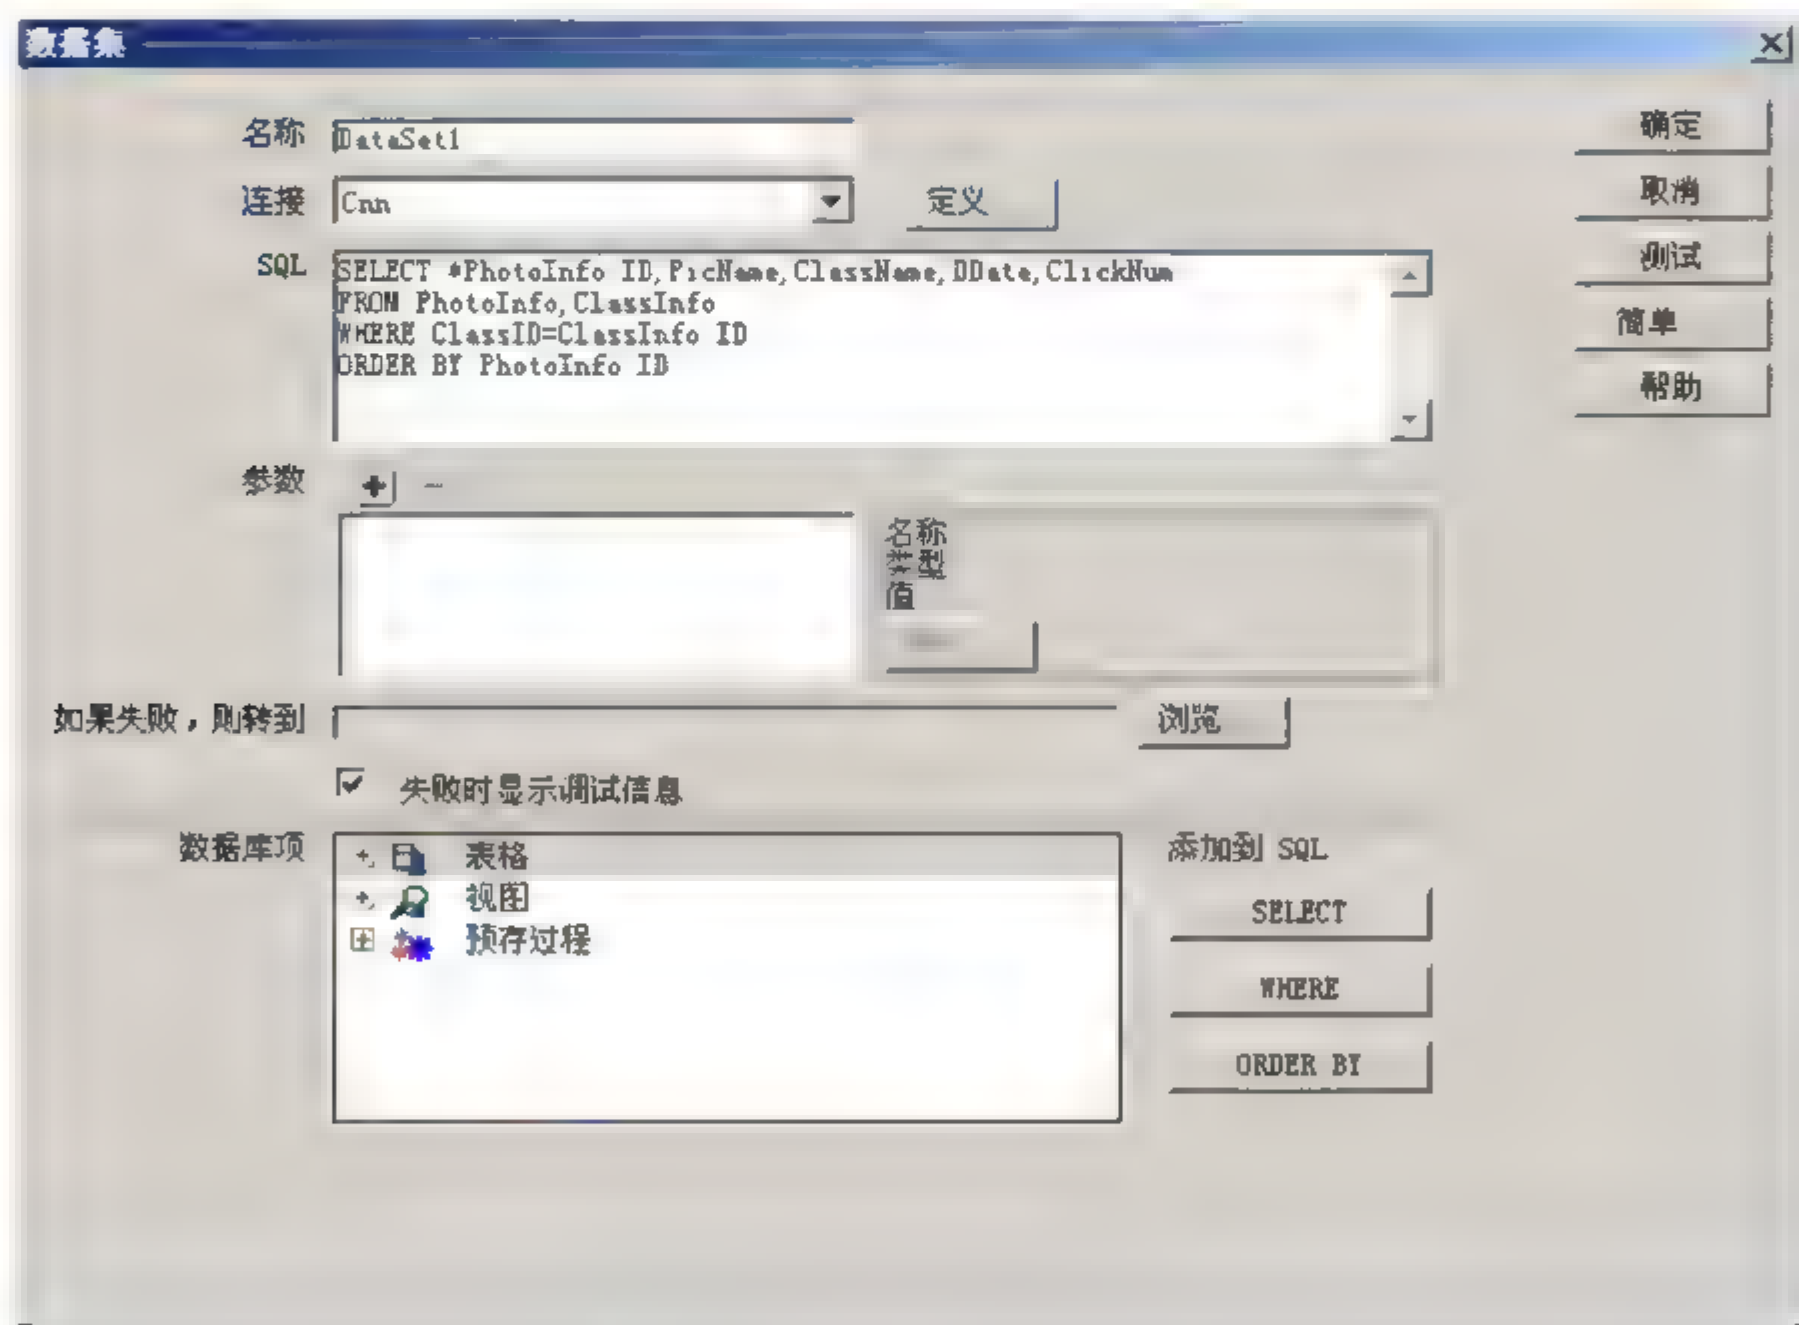 数据集
名称 DataSet1
连接 Cnn 定义
SQL
SELECT *PhotoInfo ID,PicName,ClassName,DDate,ClickNum
FROM PhotoInfo,ClassInfo
WHERE ClassID=ClassInfo ID
ORDER BY PhotoInfo ID
确定
取消
测试
简单
帮助
参数
名称
类型
值
如果失败，则转到 浏览
失败时显示调试信息
数据库项
表格
视图
预存过程
添加到 SQL
SELECT
WHERE
ORDER BY